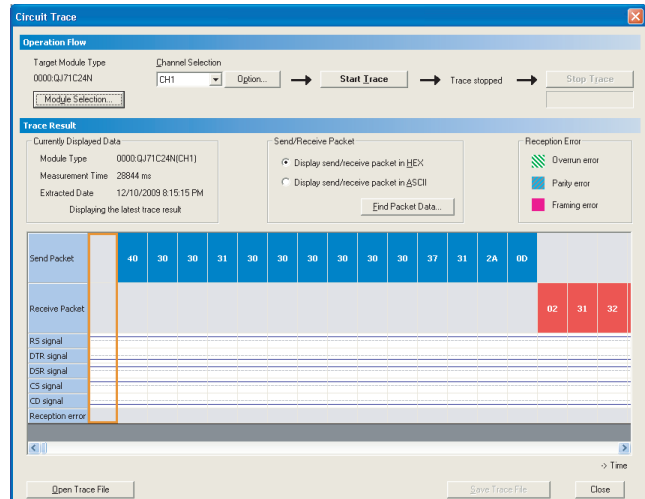 Circuit Trace
Operation Flow
Target Module Type
0000:QJ71C24N
Module Selection...
Channel Selection
CH1
Option...
Start Trace
Trace stopped
Stop Trace
Trace Result
Currently Displayed Data
Module Type 0000:QJ71C24N(CH1)
Measurement Time 28844 ms
Extracted Date 12/10/2009 8:15:15 PM
Displaying the latest trace result
Send/Receive Packet
Display send/receive packet in HEX
Display send/receive packet in ASCII
Find Packet Data...
Reception Error
Overrun error
Parity error
Framing error
Send Packet 40 30 30 31 30 30 30 30 30 30 37 31 2A 0D
Receive Packet 02 31 32
RS signal
DTR signal
DSR signal
CS signal
CD signal
Reception error
-> Time
Open Trace File
Save Trace File
Close